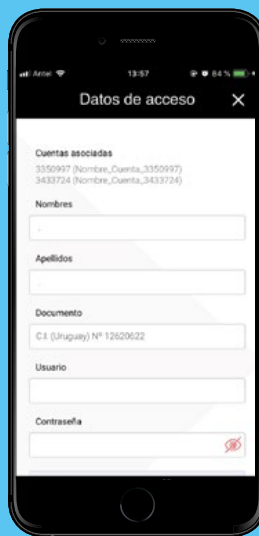 Antel 13:57 84 %
Datos de acceso
Cuentas asociadas
3350997 (Nombre_Cuenta_3350997)
3433724 (Nombre_Cuenta_3433724)
Nombres
Apellidos
Documento
C.I. (Uruguay) Nº 12620622
Usuario
Contraseña